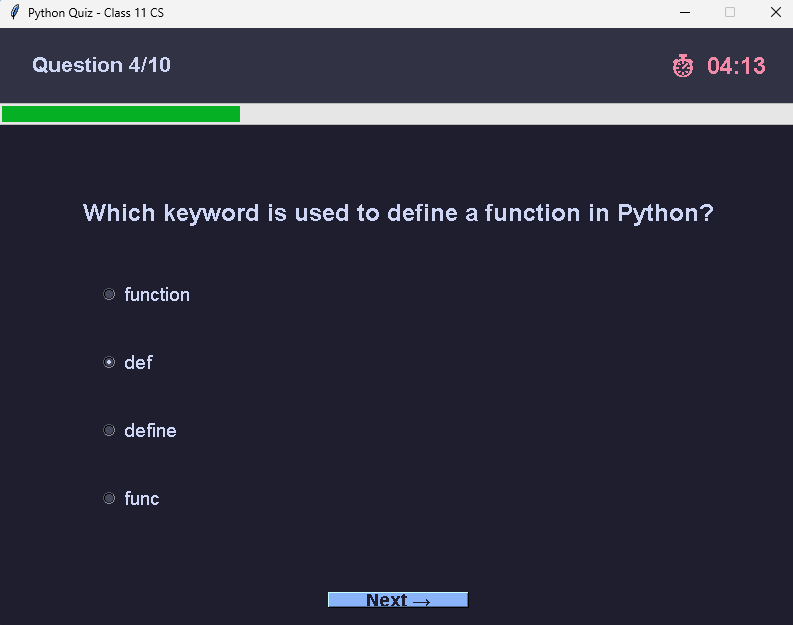 Python Quiz - Class 11 CS
Question 4/10
04:13
Which keyword is used to define a function in Python?
function
def
define
func
Next →